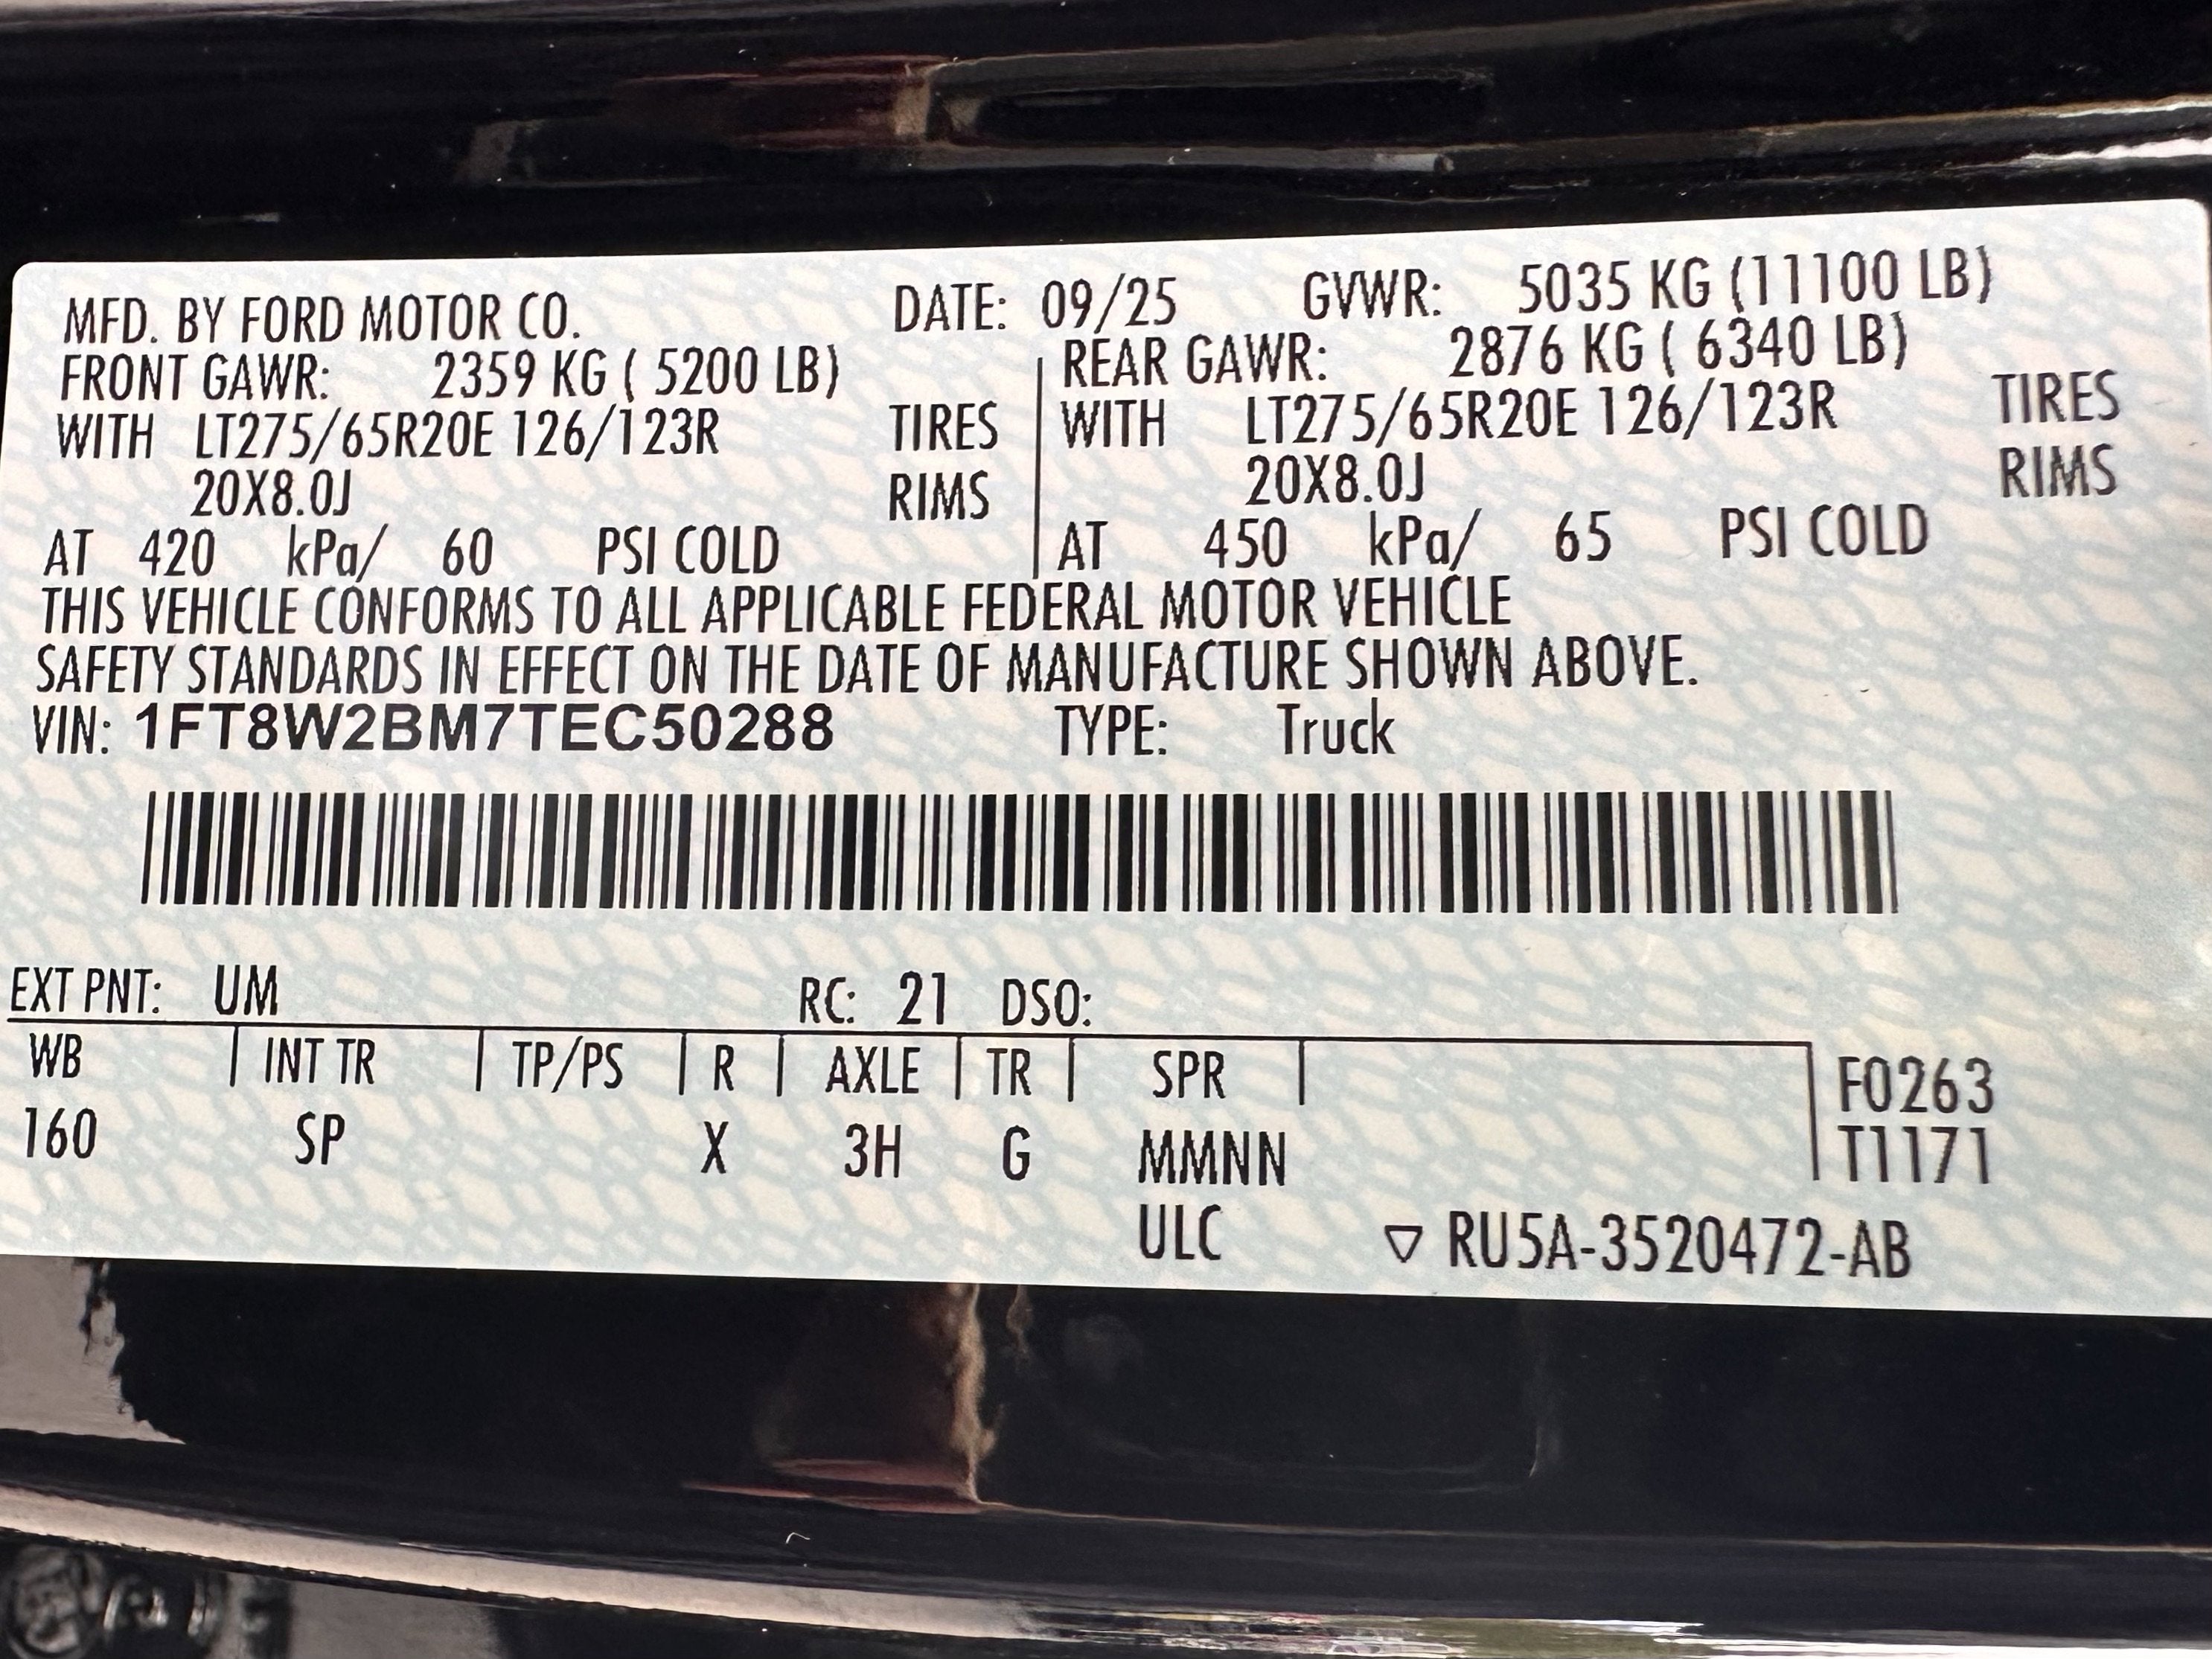 MFD. BY FORD MOTOR CO. DATE: 09/25 GVWR: 5035 KG (11100 LB)
FRONT GAWR: 2359 KG ( 5200 LB) REAR GAWR: 2876 KG ( 6340 LB)
WITH LT275/65R20E 126/123R TIRES WITH LT275/65R20E 126/123R TIRES
20X8.0J RIMS 20X8.0J RIMS
AT 420 kPa/ 60 PSI COLD AT 450 kPa/ 65 PSI COLD
THIS VEHICLE CONFORMS TO ALL APPLICABLE FEDERAL MOTOR VEHICLE
SAFETY STANDARDS IN EFFECT ON THE DATE OF MANUFACTURE SHOWN ABOVE.
VIN: 1FT8W2BM7TEC50288 TYPE: Truck
EXT PNT: UM RC: 21 DSO:
WB INT TR TP/PS R AXLE TR SPR F0263
160 SP X 3H G MMNN T1171
ULC ▽ RU5A-3520472-AB